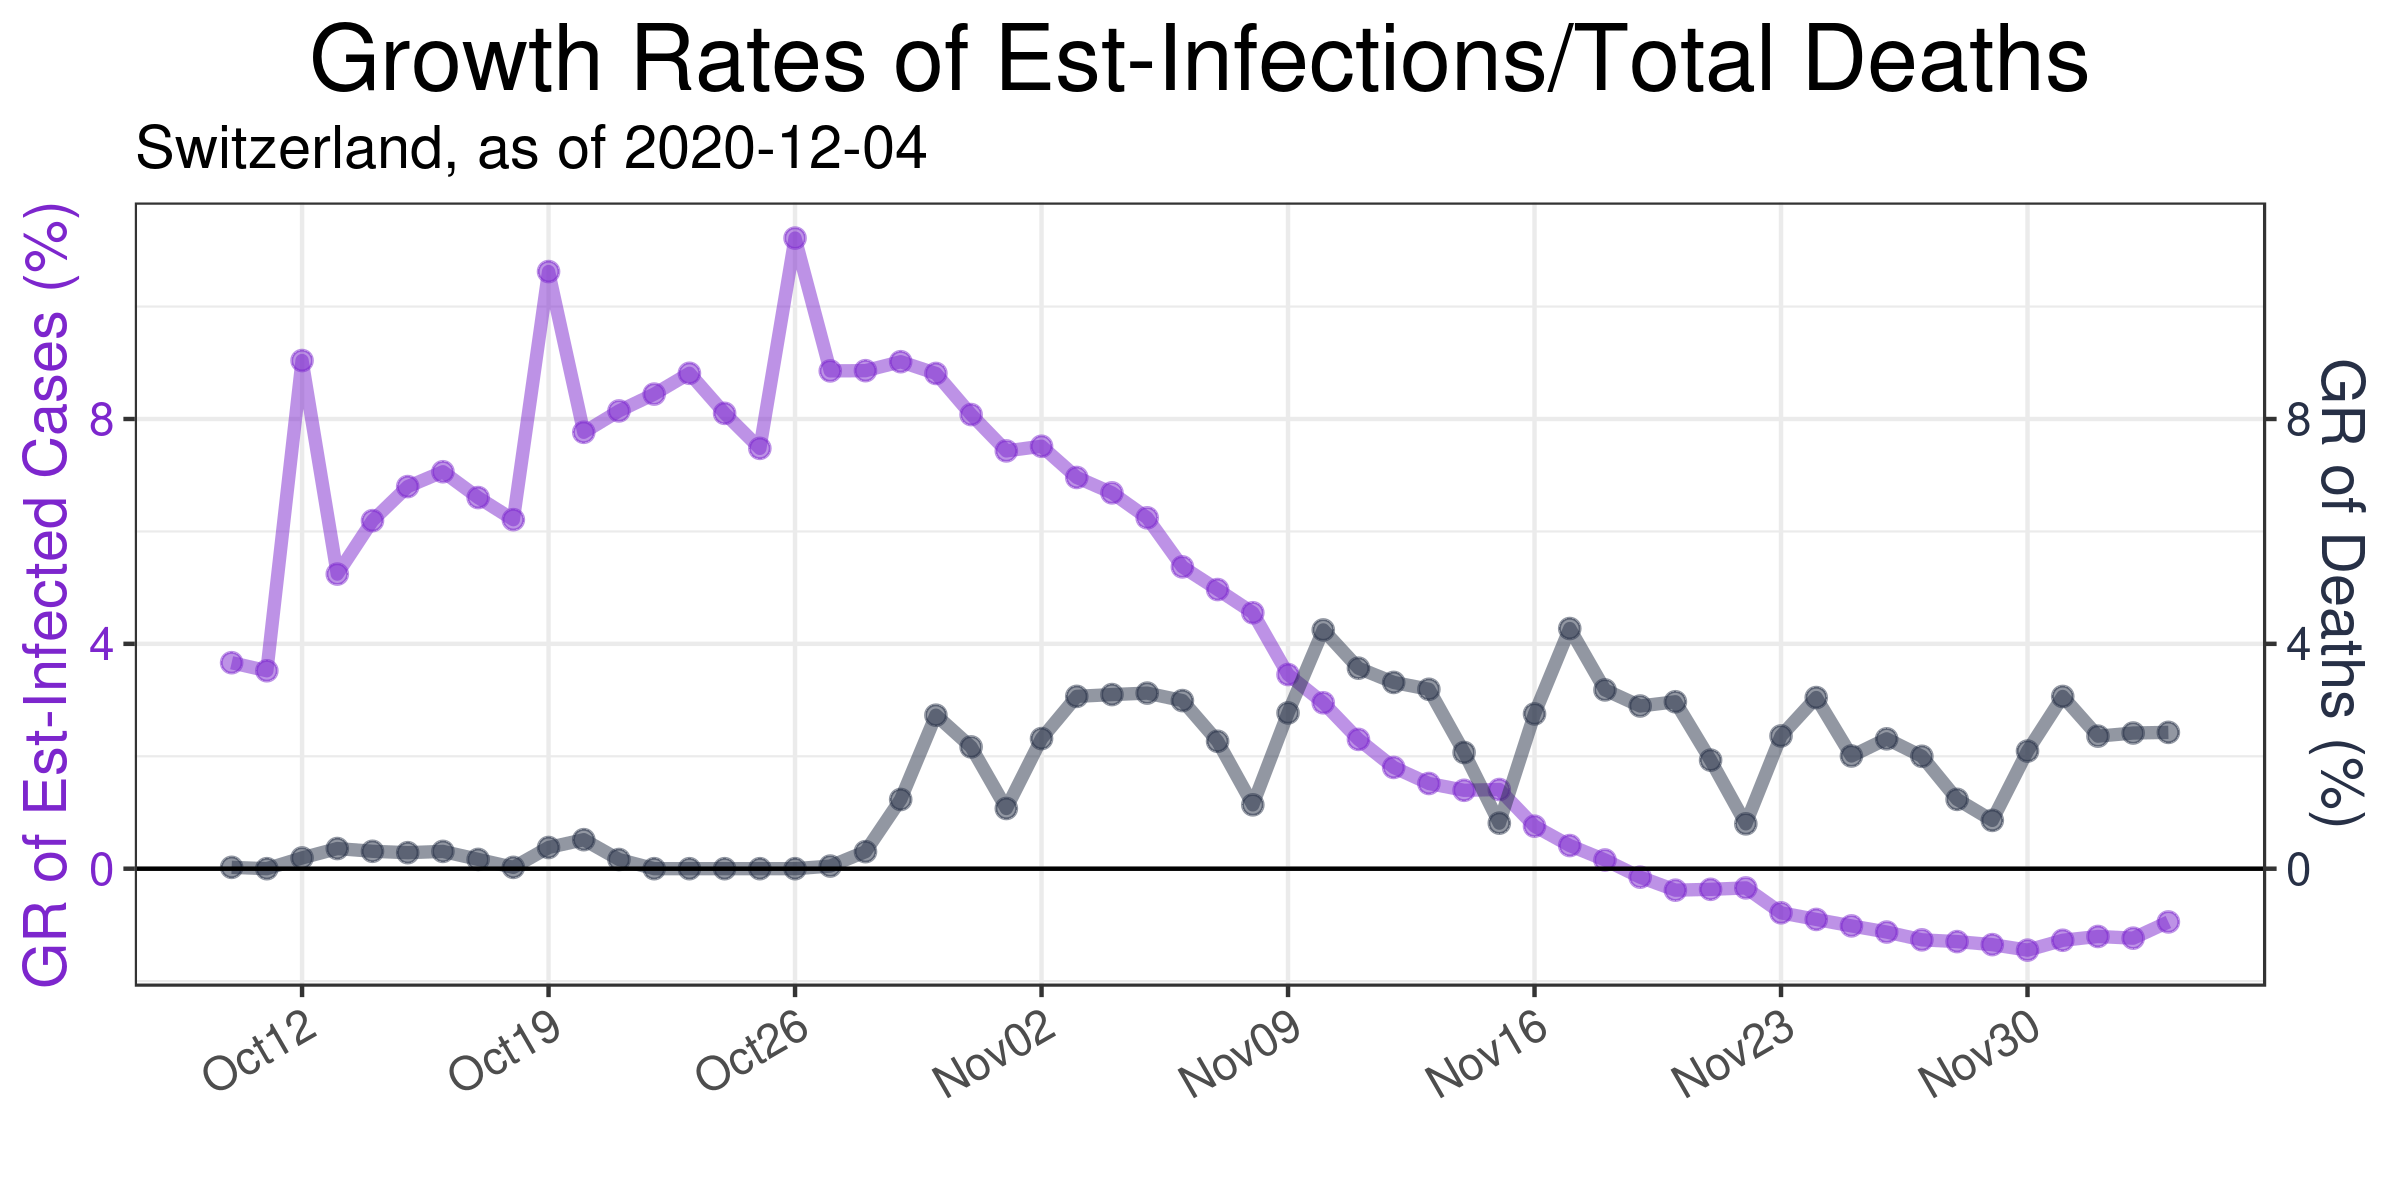 Growth Rates of Est-Infections/Total Deaths
Switzerland, as of 2020-12-04
GR of Est-Infected Cases (%)
8
4
0
8
4
0
GR of Deaths (%)
Oct12
Oct19
Oct26
Nov02
Nov09
Nov16
Nov23
Nov30